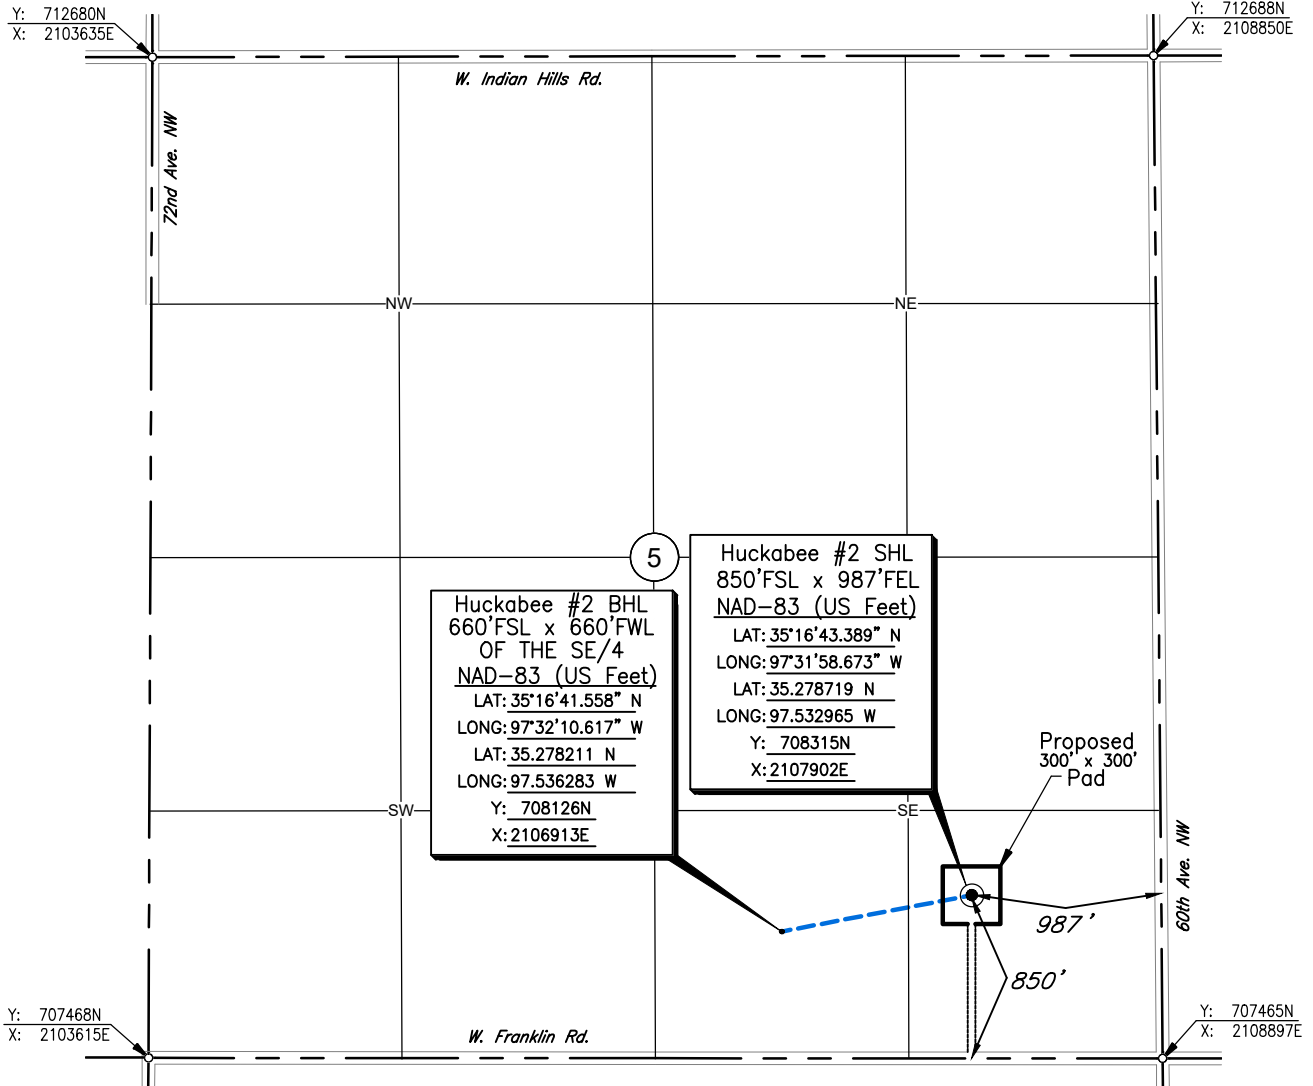 Y: 712680N
X: 2103635E
Y: 712688N
X: 2108850E
W. Indian Hills Rd.
72nd Ave. NW
NW
NE
5
Huckabee #2 SHL
850'FSL x 987'FEL
NAD-83 (US Feet)
LAT: 35°16'43.389" N
LONG: 97°31'58.673" W
LAT: 35.278719 N
LONG: 97.532965 W
Y: 708315N
X: 2107902E
Huckabee #2 BHL
660'FSL x 660'FWL
OF THE SE/4
NAD-83 (US Feet)
LAT: 35°16'41.558" N
LONG: 97°32'10.617" W
LAT: 35.278211 N
LONG: 97.536283 W
Y: 708126N
X: 2106913E
Proposed
300' x 300'
Pad
SW
SE
60th Ave. NW
987'
850'
W. Franklin Rd.
Y: 707468N
X: 2103615E
Y: 707465N
X: 2108897E